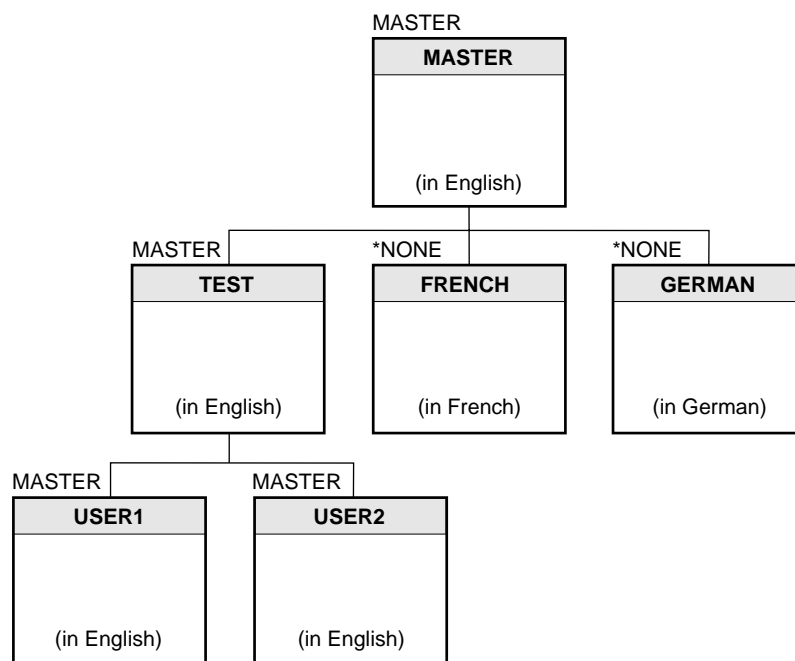 MASTER
MASTER
(in English)
MASTER
*NONE
*NONE
TEST
FRENCH
GERMAN
(in English)
(in French)
(in German)
MASTER
MASTER
USER1
USER2
(in English)
(in English)